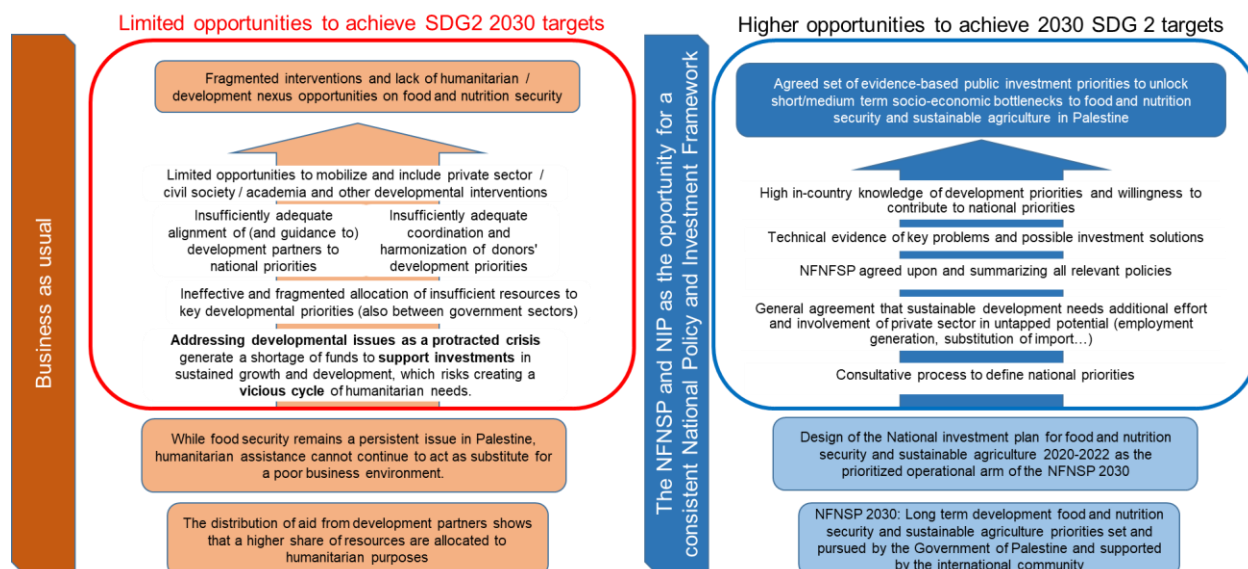 Limited opportunities to achieve SDG2 2030 targets
Business as usual
Fragmented interventions and lack of humanitarian /
development nexus opportunities on food and nutrition security
Limited opportunities to mobilize and include private sector /
civil society / academia and other developmental interventions
Insufficiently adequate
alignment of (and guidance to)
development partners to
national priorities
Insufficiently adequate
coordination and
harmonization of donors'
development priorities
Ineffective and fragmented allocation of insufficient resources to
key developmental priorities (also between government sectors)
Addressing developmental issues as a protracted crisis
generate a shortage of funds to support investments in
sustained growth and development, which risks creating a
vicious cycle of humanitarian needs.
While food security remains a persistent issue in Palestine,
humanitarian assistance cannot continue to act as substitute for
a poor business environment.
The distribution of aid from development partners shows
that a higher share of resources are allocated to
humanitarian purposes
The NFNSP and NIP as the opportunity for a
consistent National Policy and Investment Framework
Higher opportunities to achieve 2030 SDG 2 targets
Agreed set of evidence-based public investment priorities to unlock
short/medium term socio-economic bottlenecks to food and nutrition
security and sustainable agriculture in Palestine
High in-country knowledge of development priorities and willingness to
contribute to national priorities
Technical evidence of key problems and possible investment solutions
NFNFSP agreed upon and summarizing all relevant policies
General agreement that sustainable development needs additional effort
and involvement of private sector in untapped potential (employment
generation, substitution of import…)
Consultative process to define national priorities
Design of the National investment plan for food and nutrition
security and sustainable agriculture 2020-2022 as the
prioritized operational arm of the NFNSP 2030
NFNSP 2030: Long term development food and nutrition
security and sustainable agriculture priorities set and
pursued by the Government of Palestine and supported
by the international community